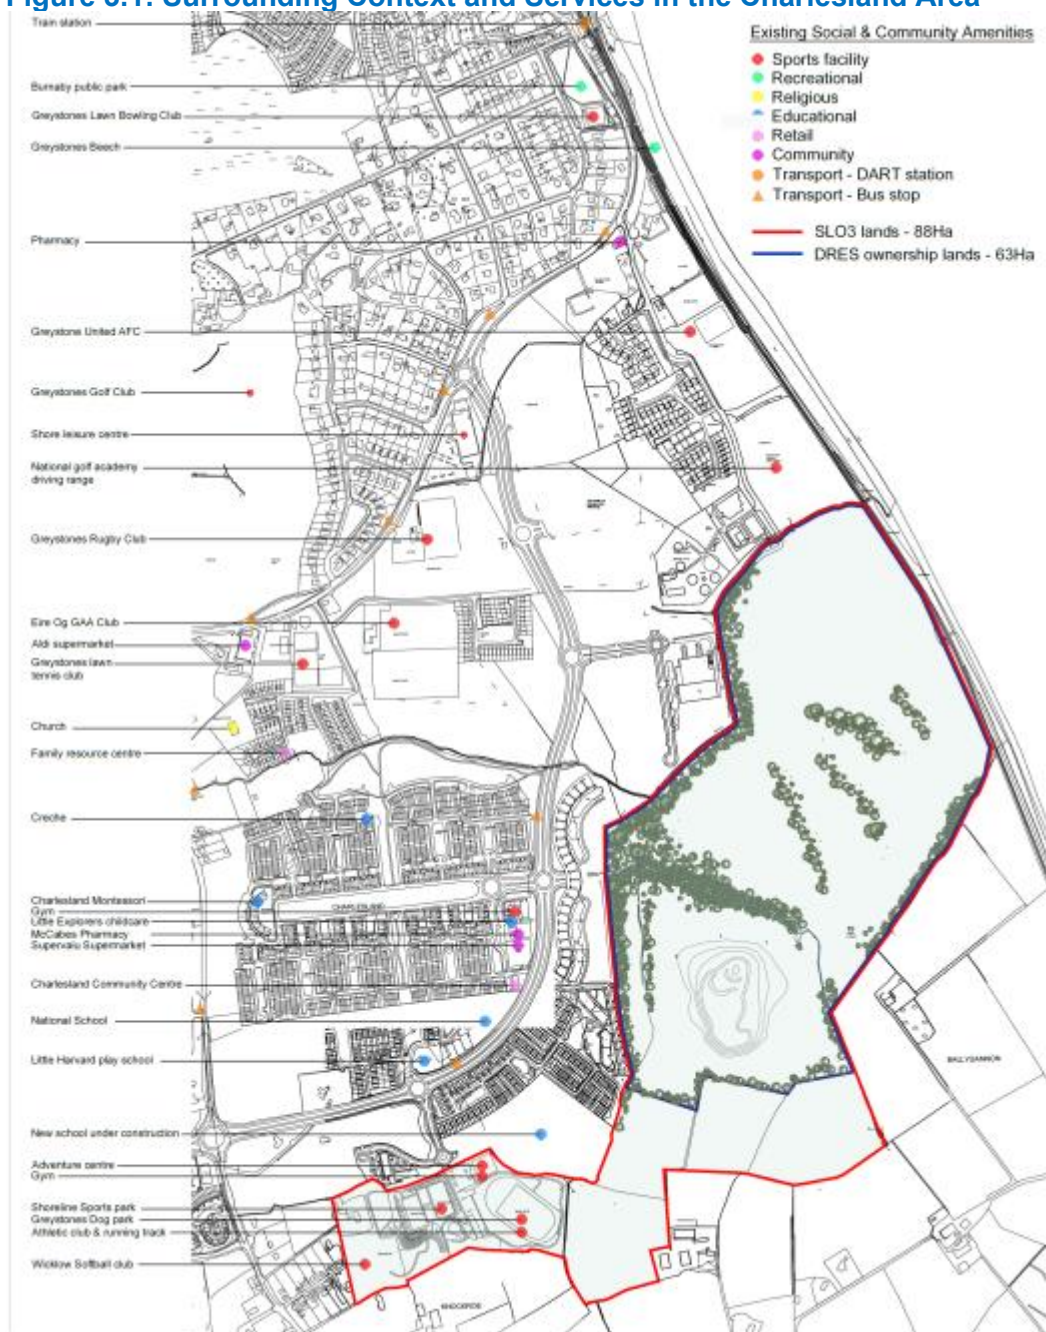 Figure 3.1: Surrounding Context and Services in the Charlesland Area
Train station
Burnaby public park
Greystones Lawn Bowling Club
Greystones Beech
Pharmacy
Greystone United AFC
Greystones Golf Club
Shore leisure centre
National golf academy
driving range
Greystones Rugby Club
Eire Og GAA Club
Aldi supermarket
Greystones lawn
tennis club
Church
Family resource centre
Creche
Charlesland Montessori
Gym
Little Explorers childcare
McCabes Pharmacy
Supervalu Supermarket
Charlesland Community Centre
National School
Little Harvard play school
New school under construction
Adventure centre
Gym
Shoreline Sports park
Greystones Dog park
Athletic club & running track
Wicklow Softball club
Existing Social & Community Amenities
Sports facility
Recreational
Religious
Educational
Retail
Community
Transport - DART station
Transport - Bus stop
SLO3 lands - 88Ha
DRES ownership lands - 63Ha
CHARLESLAND
BALLYGANNON